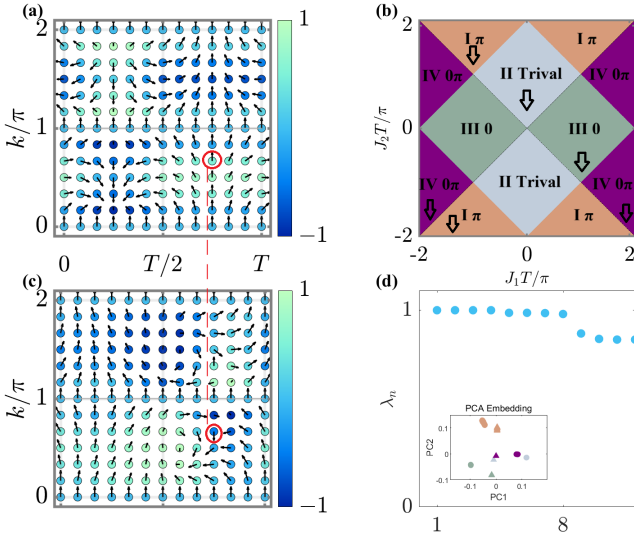 (a)
2
1
0
k/π
1
−1
0
T/2
T
(b)
2
0
-2
J₂T/π
I π
I π
IV 0π
II Trival
IV 0π
III 0
III 0
IV 0π
II Trival
IV 0π
I π
I π
-2
0
2
J₁T/π
(c)
2
1
0
k/π
1
−1
(d)
1
0
λₙ
PCA Embedding
0.1
0
-0.1
PC2
0
0.1
-0.1
PC1
1
8